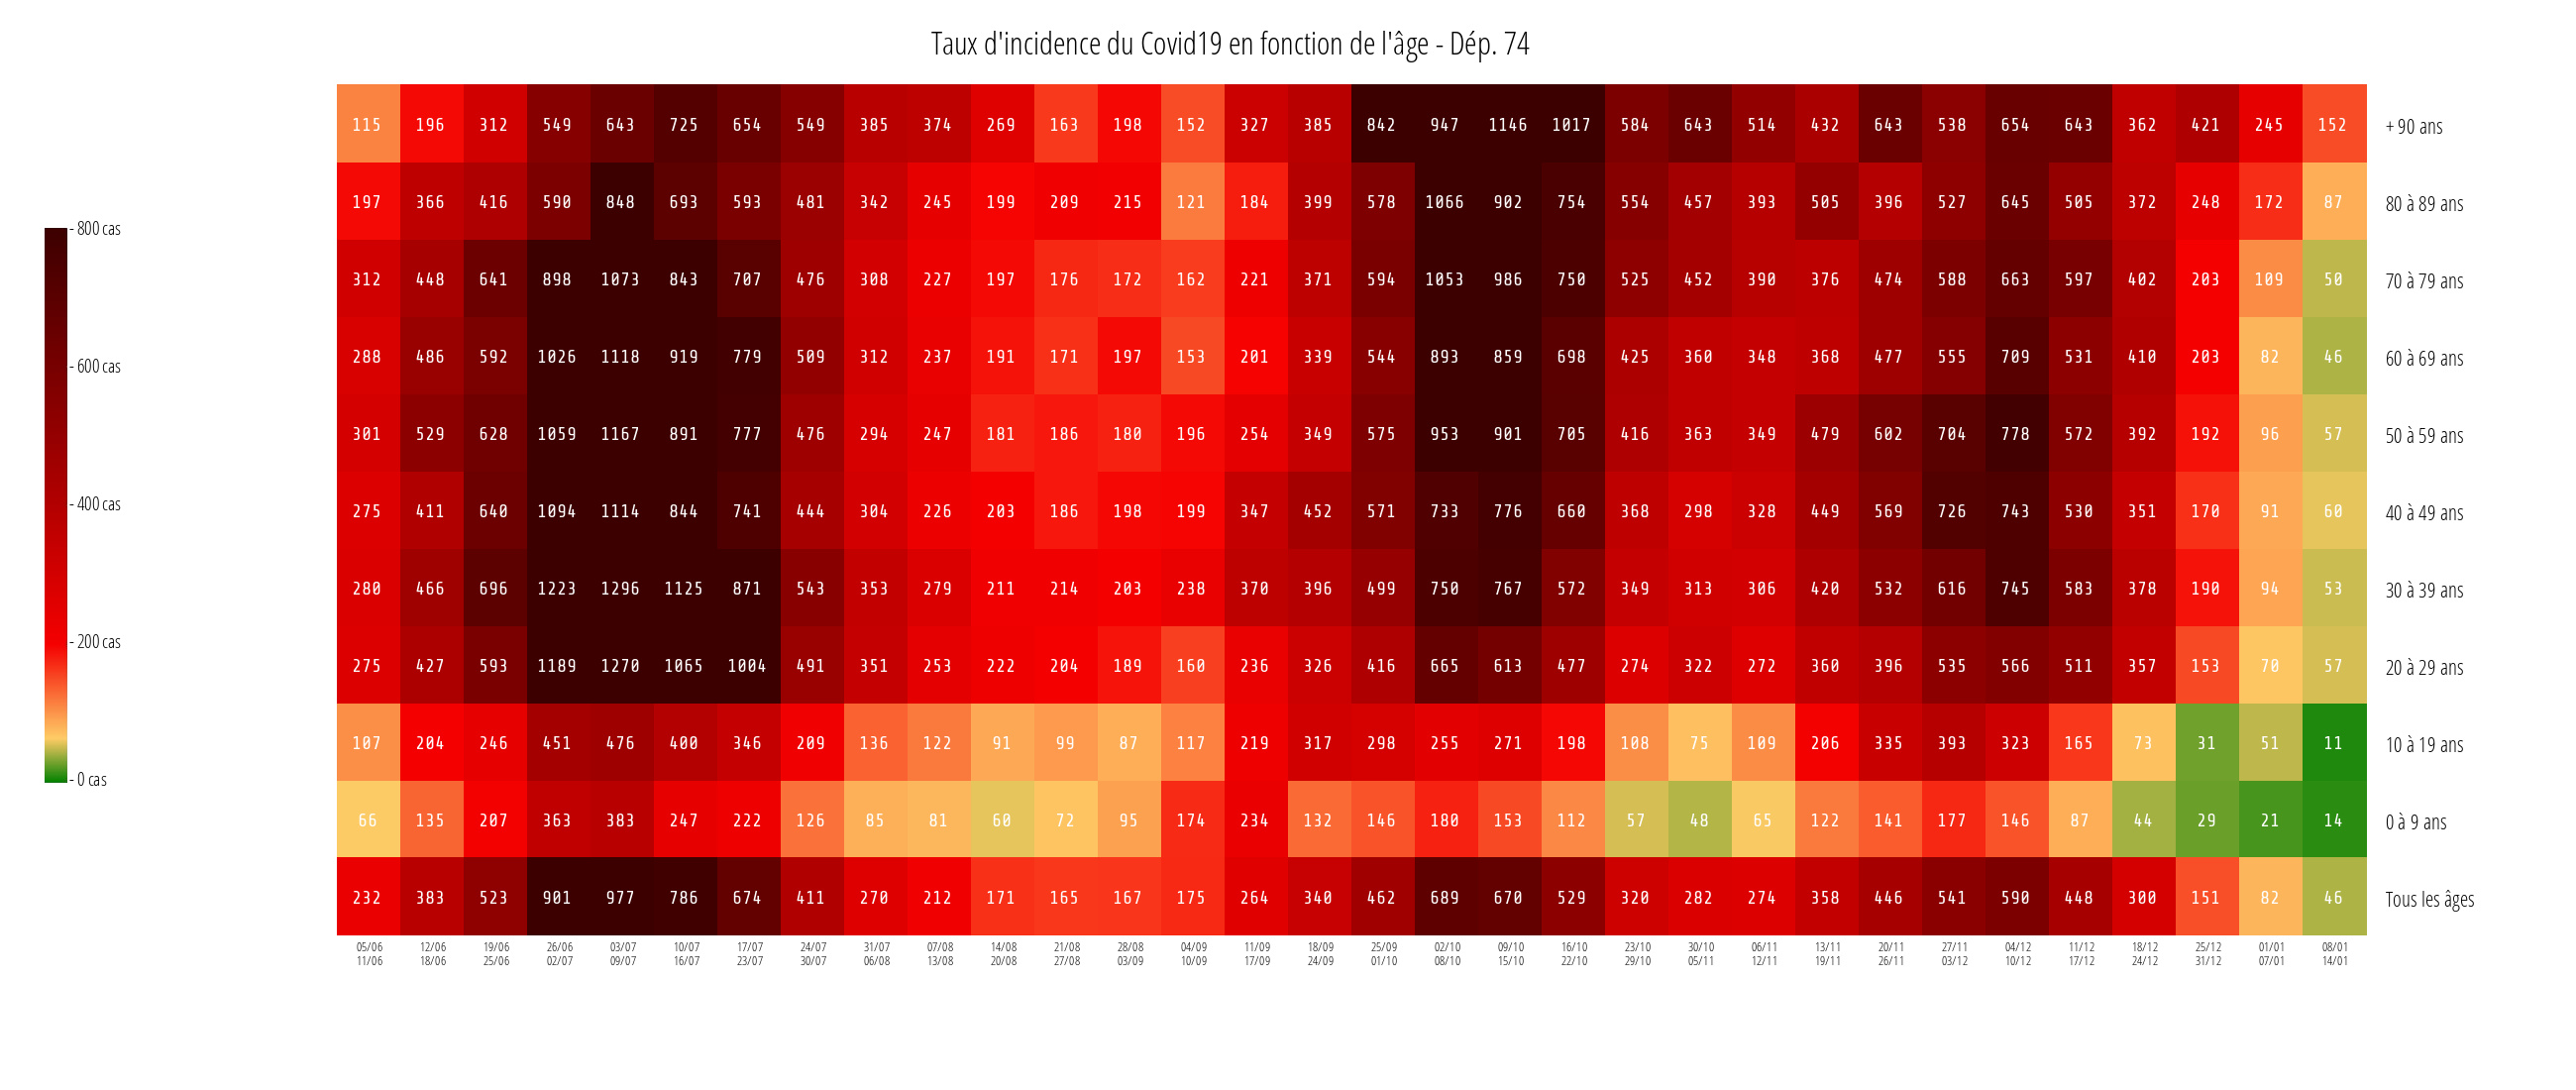 Taux d'incidence du Covid19 en fonction de l'âge - Dép. 74
- 800 cas
- 600 cas
- 400 cas
- 200 cas
- 0 cas
115 196 312 549 643 725 654 549 385 374 269 163 198 152 327 385 842 947 1146 1017 584 643 514 432 643 538 654 643 362 421 245 152 + 90 ans
197 366 416 590 848 693 593 481 342 245 199 209 215 121 184 399 578 1066 902 754 554 457 393 505 396 527 645 505 372 248 172 87 80 à 89 ans
312 448 641 898 1073 843 707 476 308 227 197 176 172 162 221 371 594 1053 986 750 525 452 390 376 474 588 663 597 402 203 109 50 70 à 79 ans
288 486 592 1026 1118 919 779 509 312 237 191 171 197 153 201 339 544 893 859 698 425 360 348 368 477 555 709 531 410 203 82 46 60 à 69 ans
301 529 628 1059 1167 891 777 476 294 247 181 186 180 196 254 349 575 953 901 705 416 363 349 479 602 704 778 572 392 192 96 57 50 à 59 ans
275 411 640 1094 1114 844 741 444 304 226 203 186 198 199 347 452 571 733 776 660 368 298 328 449 569 726 743 530 351 170 91 60 40 à 49 ans
280 466 696 1223 1296 1125 871 543 353 279 211 214 203 238 370 396 499 750 767 572 349 313 306 420 532 616 745 583 378 190 94 53 30 à 39 ans
275 427 593 1189 1270 1065 1004 491 351 253 222 204 189 160 236 326 416 665 613 477 274 322 272 360 396 535 566 511 357 153 70 57 20 à 29 ans
107 204 246 451 476 400 346 209 136 122 91 99 87 117 219 317 298 255 271 198 108 75 109 206 335 393 323 165 73 31 51 11 10 à 19 ans
66 135 207 363 383 247 222 126 85 81 60 72 95 174 234 132 146 180 153 112 57 48 65 122 141 177 146 87 44 29 21 14 0 à 9 ans
232 383 523 901 977 786 674 411 270 212 171 165 167 175 264 340 462 689 670 529 320 282 274 358 446 541 590 448 300 151 82 46 Tous les âges
05/06 12/06 19/06 26/06 03/07 10/07 17/07 24/07 31/07 07/08 14/08 21/08 28/08 04/09 11/09 18/09 25/09 02/10 09/10 16/10 23/10 30/10 06/11 13/11 20/11 27/11 04/12 11/12 18/12 25/12 01/01 08/01
11/06 18/06 25/06 02/07 09/07 16/07 23/07 30/07 06/08 13/08 20/08 27/08 03/09 10/09 17/09 24/09 01/10 08/10 15/10 22/10 29/10 05/11 12/11 19/11 26/11 03/12 10/12 17/12 24/12 31/12 07/01 14/01